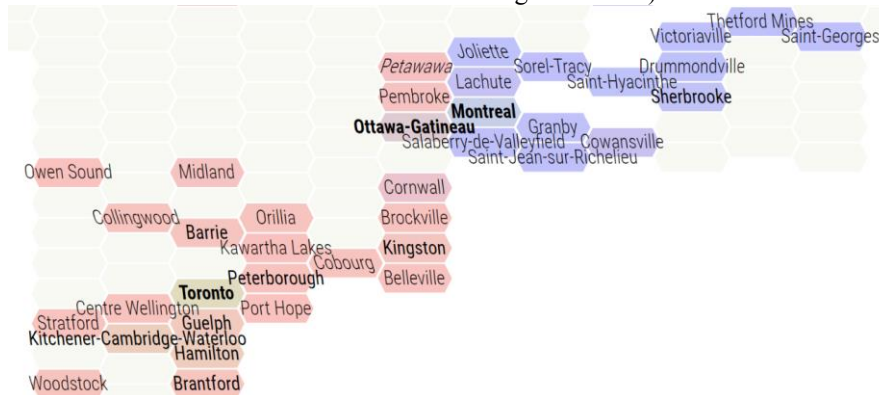 Thetford Mines
Victoriaville
Saint-Georges
Joliette
Petawawa
Sorel-Tracy
Drummondville
Lachute
Saint-Hyacinthe
Pembroke
Sherbrooke
Montreal
Ottawa-Gatineau
Granby
Salaberry-de-Valleyfield
Cowansville
Saint-Jean-sur-Richelieu
Owen Sound
Midland
Cornwall
Collingwood
Orillia
Brockville
Barrie
Kawartha Lakes
Kingston
Cobourg
Peterborough
Belleville
Toronto
Centre Wellington
Port Hope
Stratford
Guelph
Kitchener-Cambridge-Waterloo
Hamilton
Woodstock
Brantford